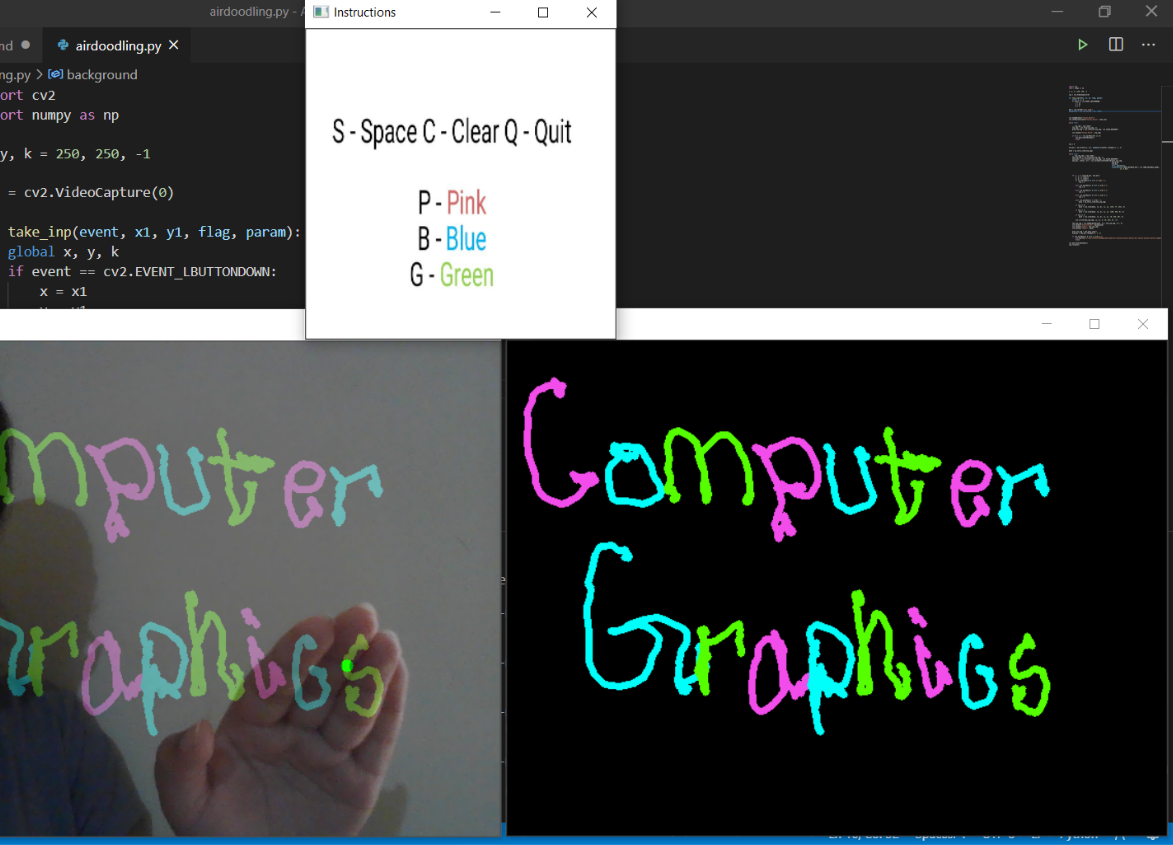 airdoodling.py - A
Instructions
nd
airdoodling.py
ng.py > background
ort cv2
ort numpy as np
y, k = 250, 250, -1
= cv2.VideoCapture(0)
take_inp(event, x1, y1, flag, param):
global x, y, k
if event == cv2.EVENT_LBUTTONDOWN:
x = x1
S - Space C - Clear Q - Quit
P - Pink
B - Blue
G - Green
mputer
raphics
Computer
Graphics